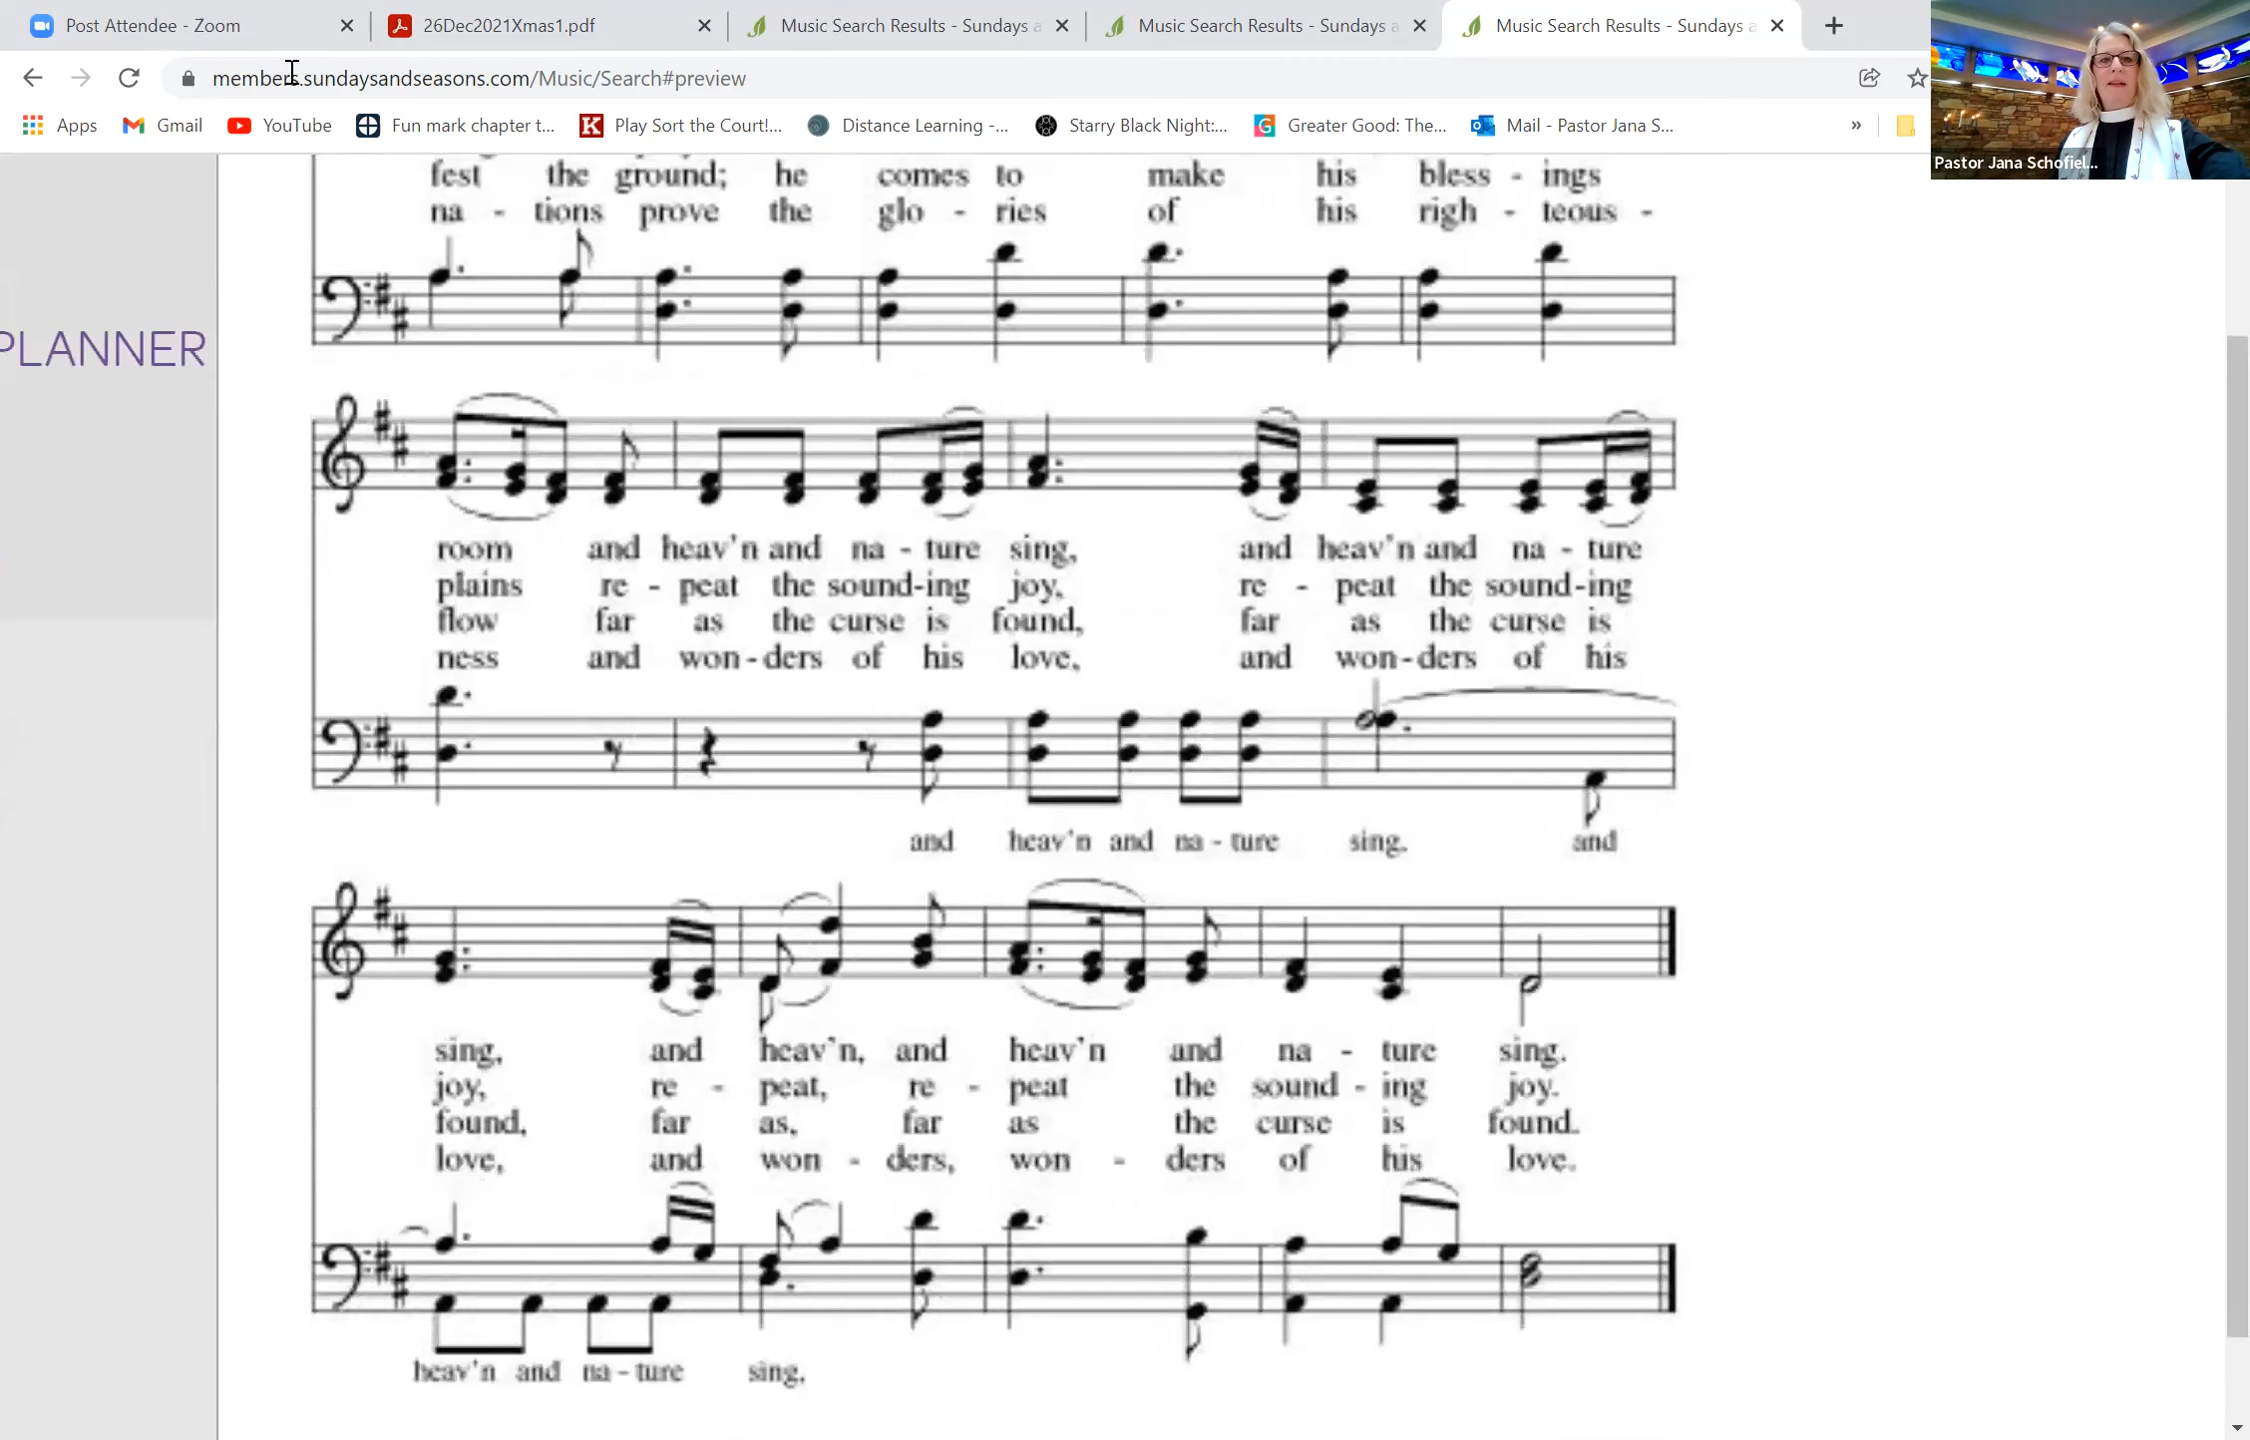 Post Attendee - Zoom
26Dec2021Xmas1.pdf
Music Search Results - Sundays a
Music Search Results - Sundays a
Music Search Results - Sundays a
members.sundaysandseasons.com/Music/Search#preview
Apps
Gmail
YouTube
Fun mark chapter t...
Play Sort the Court!...
Distance Learning -...
Starry Black Night:...
Greater Good: The...
Mail - Pastor Jana S...
»
Pastor Jana Schofiel...
PLANNER
fest the ground; he comes to make his bless - ings
na - tions prove the glo - ries of his righ - teous -
room and heav'n and na - ture sing, and heav'n and na - ture
plains re - peat the sound-ing joy, re - peat the sound-ing
flow far as the curse is found, far as the curse is
ness and won-ders of his love, and won-ders of his
and heav'n and na - ture sing, and
sing, and heav'n, and heav'n and na - ture sing.
joy, re - peat, re - peat the sound - ing joy.
found, far as, far as the curse is found.
love, and won - ders, won - ders of his love.
heav'n and na - ture sing,